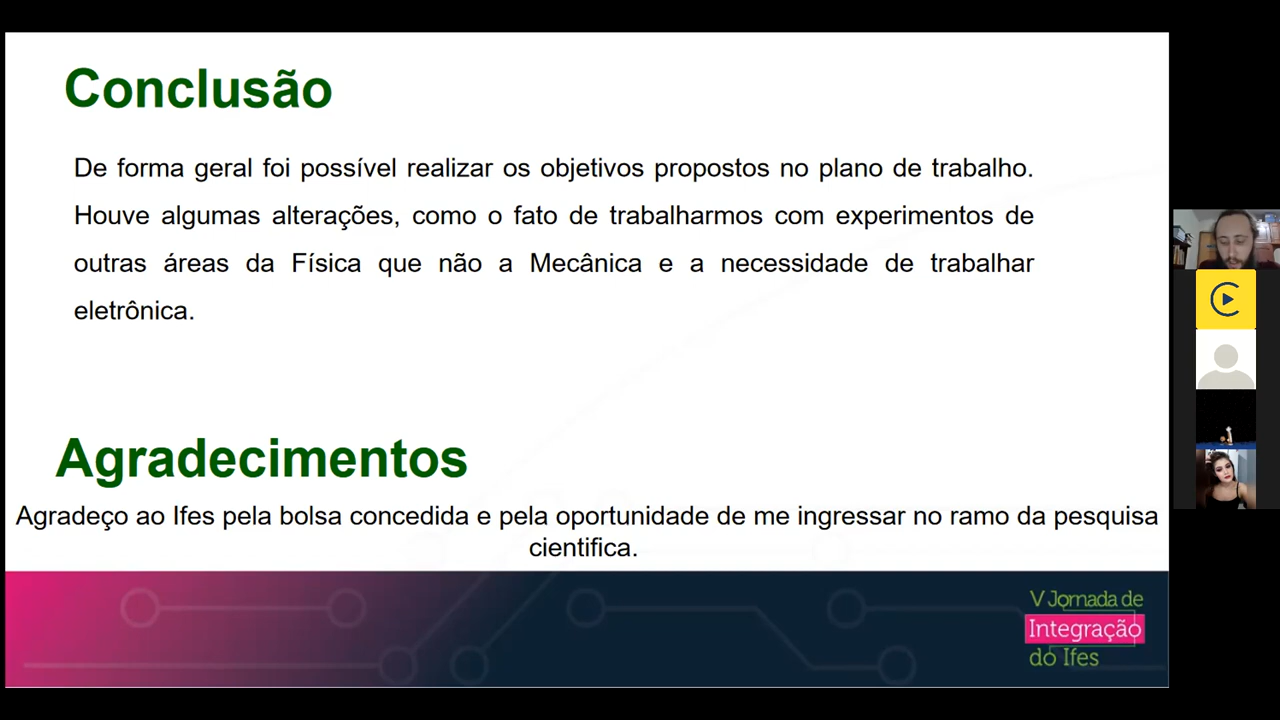 Conclusão
De forma geral foi possível realizar os objetivos propostos no plano de trabalho.
Houve algumas alterações, como o fato de trabalharmos com experimentos de
outras áreas da Física que não a Mecânica e a necessidade de trabalhar
eletrônica.
Agradecimentos
Agradeço ao Ifes pela bolsa concedida e pela oportunidade de me ingressar no ramo da pesquisa
cientifica.
V Jornada de
Integração
do Ifes